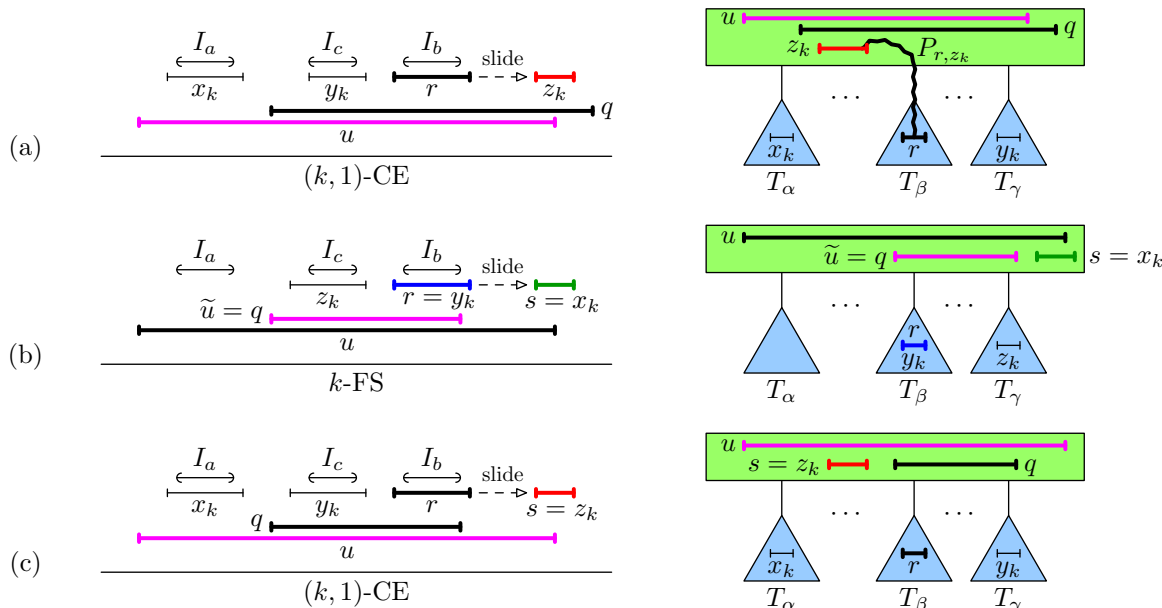 I_a I_c I_b slide
x_k y_k r z_k
q
u
(a)
(k, 1)-CE
u q
z_k P_{r,z_k}
... ...
x_k r y_k
T_α T_β T_γ
I_a I_c I_b slide
z_k r = y_k s = x_k
ũ = q
u
(b)
k-FS
u
ũ = q s = x_k
... ...
r
y_k z_k
T_α T_β T_γ
I_a I_c I_b slide
x_k y_k r s = z_k
q
u
(c)
(k, 1)-CE
u
s = z_k q
... ...
x_k r y_k
T_α T_β T_γ